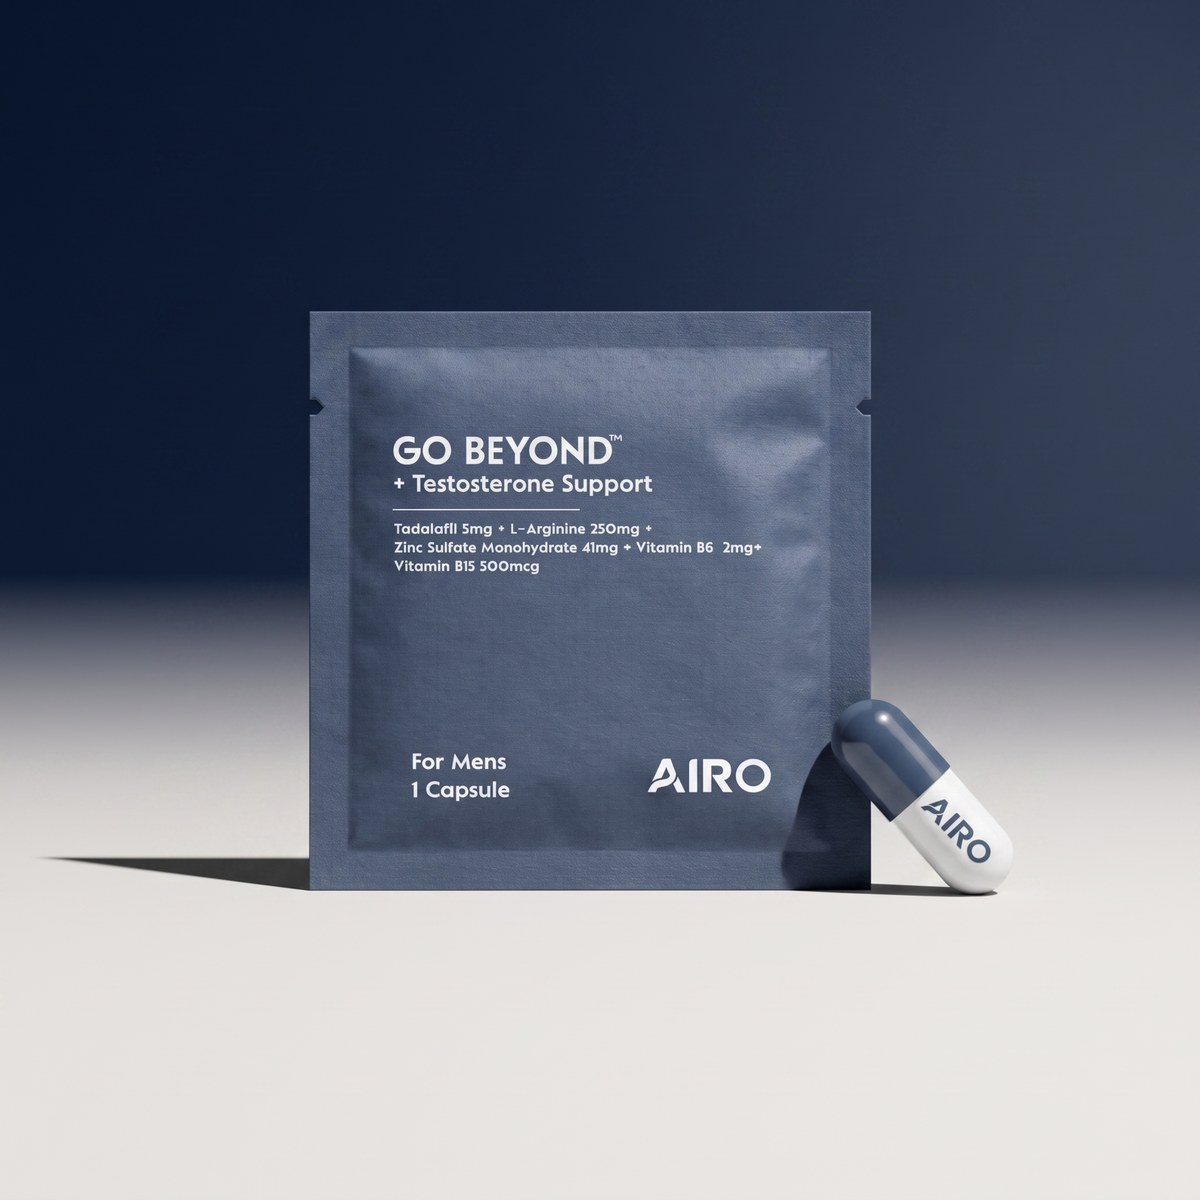 GO BEYOND™
+ Testosterone Support
Tadalafil 5mg + L-Arginine 250mg +
Zinc Sulfate Monohydrate 41mg + Vitamin B6 2mg+
Vitamin B15 500mcg
For Mens
1 Capsule
AIRO
AIRO